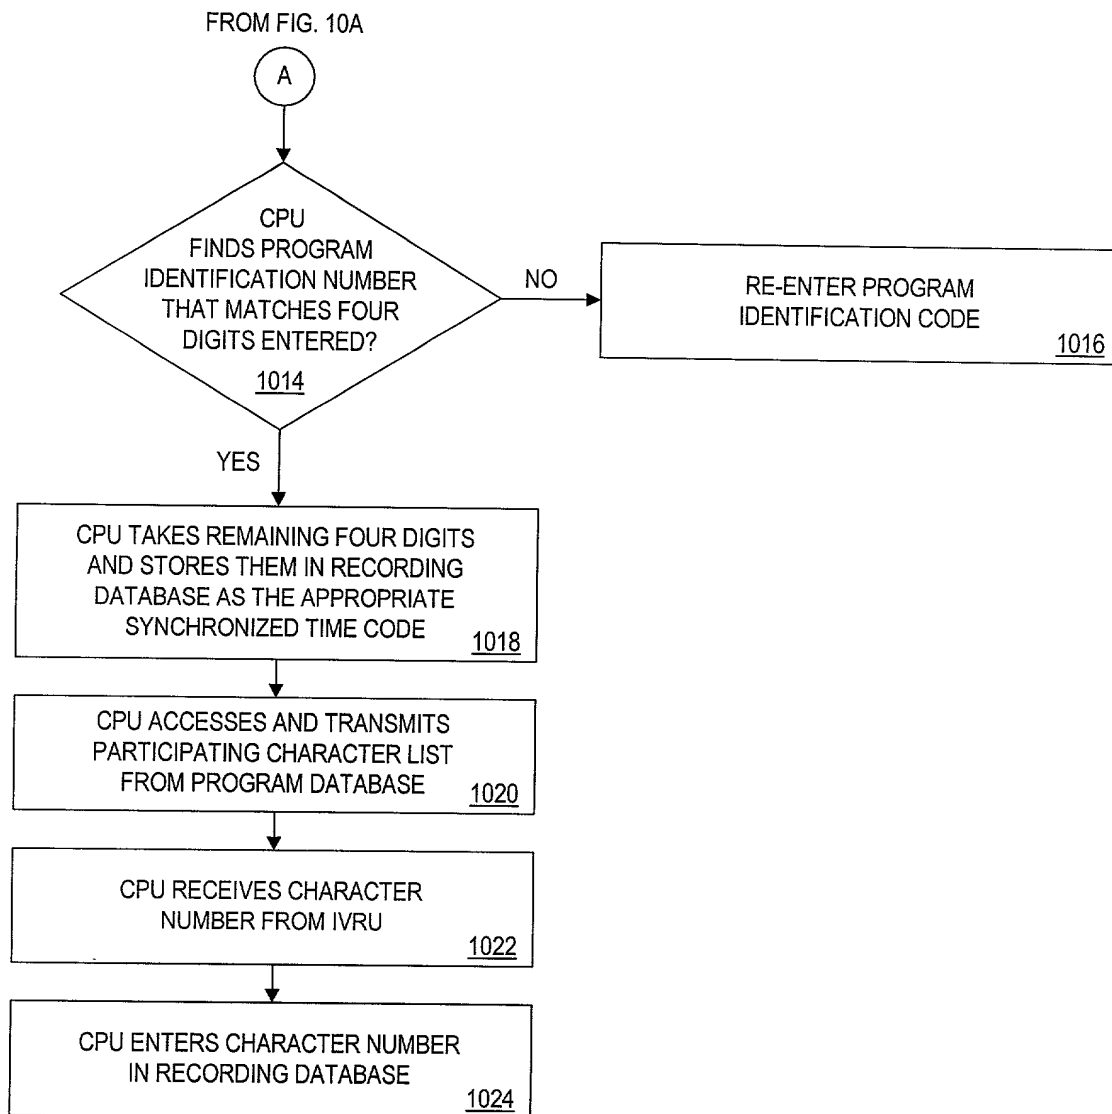 FROM FIG. 10A
A
CPU
FINDS PROGRAM
IDENTIFICATION NUMBER
THAT MATCHES FOUR
DIGITS ENTERED?
1014
NO
RE-ENTER PROGRAM
IDENTIFICATION CODE
1016
YES
CPU TAKES REMAINING FOUR DIGITS
AND STORES THEM IN RECORDING
DATABASE AS THE APPROPRIATE
SYNCHRONIZED TIME CODE
1018
CPU ACCESSES AND TRANSMITS
PARTICIPATING CHARACTER LIST
FROM PROGRAM DATABASE
1020
CPU RECEIVES CHARACTER
NUMBER FROM IVRU
1022
CPU ENTERS CHARACTER NUMBER
IN RECORDING DATABASE
1024